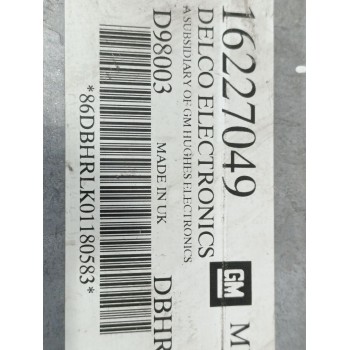 16227049
DELCO ELECTRONICS
A SUBSIDIARY OF GM HUGHES ELECTRONICS
GM
M
D98003
MADE IN UK
DBHR
*86DBHRLK01180583*